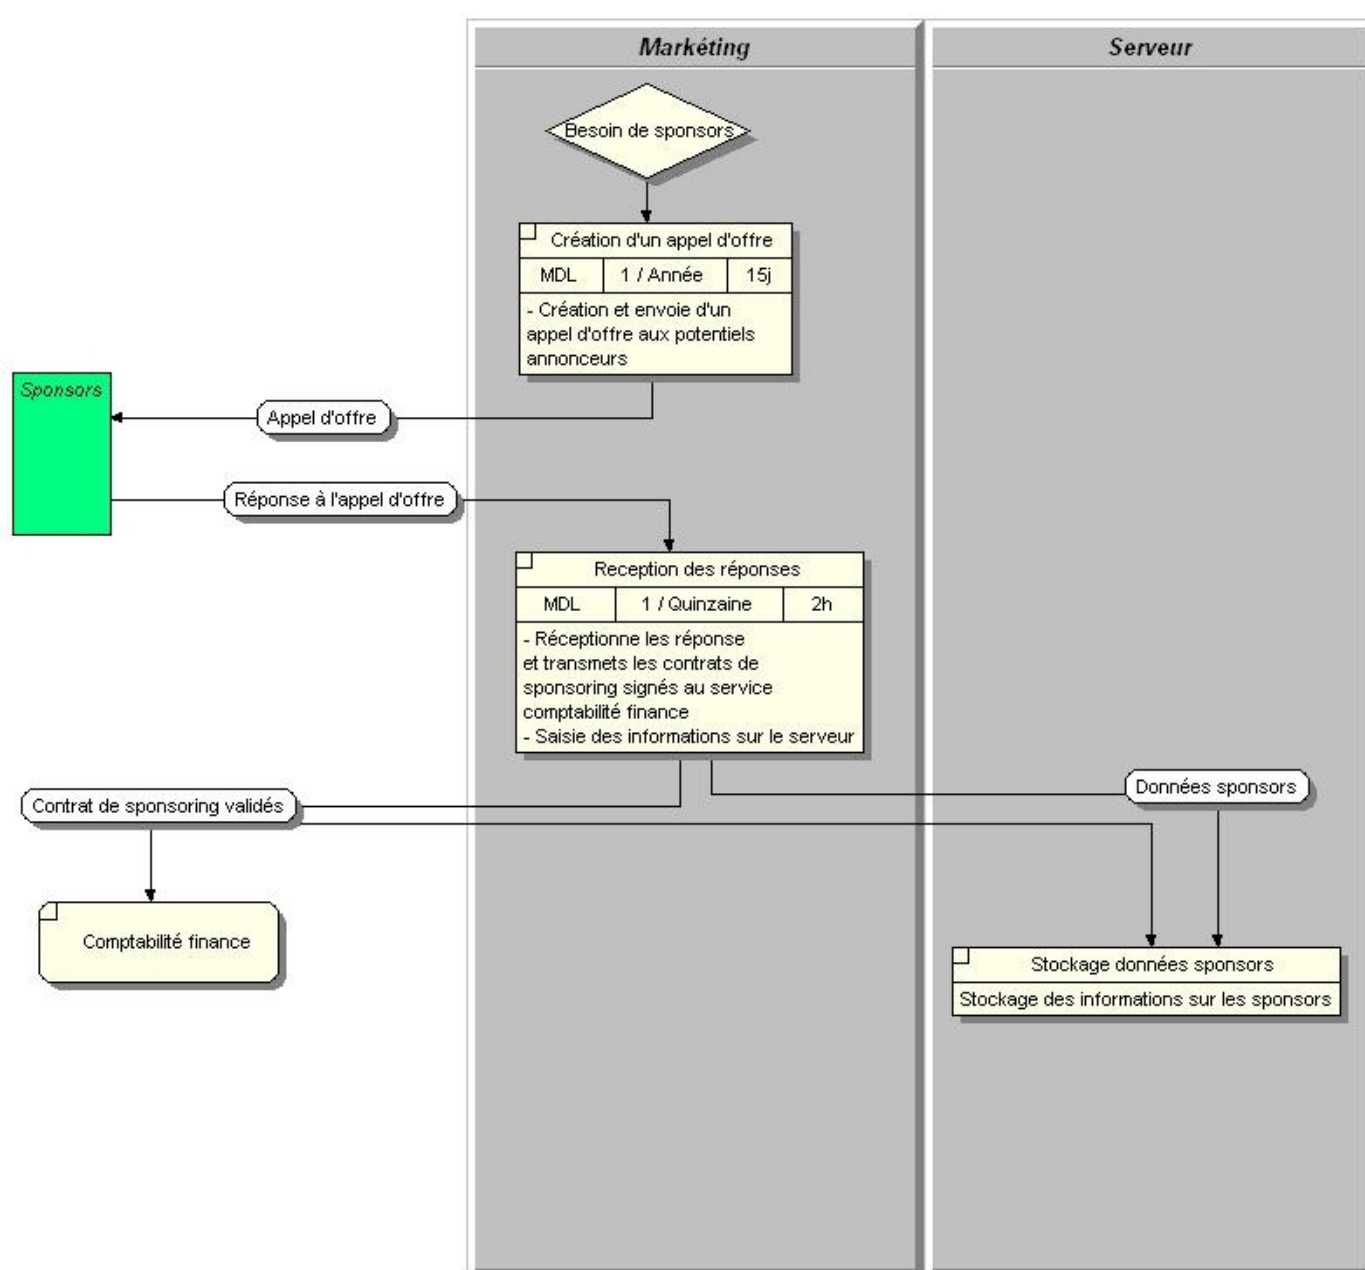 Markéting
Serveur
Besoin de sponsors
Création d'un appel d'offre
MDL
1 / Année
15j
- Création et envoie d'un
appel d'offre aux potentiels
annonceurs
Sponsors
Appel d'offre
Réponse à l'appel d'offre
Reception des réponses
MDL
1 / Quinzaine
2h
- Réceptionne les réponse
et transmets les contrats de
sponsoring signés au service
comptabilité finance
- Saisie des informations sur le serveur
Données sponsors
Contrat de sponsoring validés
Comptabilité finance
Stockage données sponsors
Stockage des informations sur les sponsors